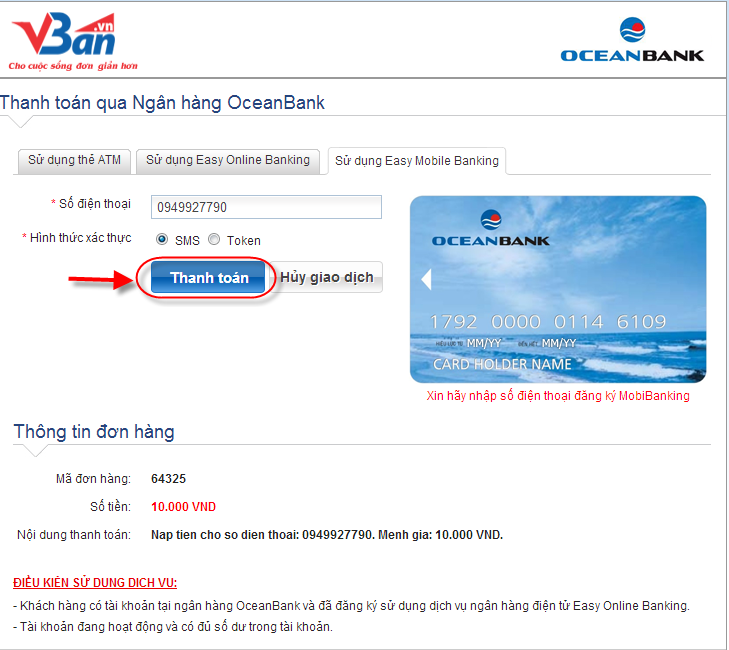 VBan.vn
Cho cuộc sống đơn giản hơn
OCEANBANK
Thanh toán qua Ngân hàng OceanBank
Sử dụng thẻ ATM
Sử dụng Easy Online Banking
Sử dụng Easy Mobile Banking
* Số điện thoại
0949927790
* Hình thức xác thực
SMS
Token
Thanh toán
Hủy giao dịch
OCEANBANK
1792 0000 0114 6109
HIỆU LỰC TỪ MM/YY ĐẾN HẾT MM/YY
CARD HOLDER NAME
Xin hãy nhập số điện thoại đăng ký MobiBanking
Thông tin đơn hàng
Mã đơn hàng: 64325
Số tiền: 10.000 VND
Nội dung thanh toán: Nap tien cho so dien thoai: 0949927790. Menh gia: 10.000 VND.
ĐIỀU KIỆN SỬ DỤNG DỊCH VỤ:
- Khách hàng có tài khoản tại ngân hàng OceanBank và đã đăng ký sử dụng dịch vụ ngân hàng điện tử Easy Online Banking.
- Tài khoản đang hoạt động và có đủ số dư trong tài khoản.